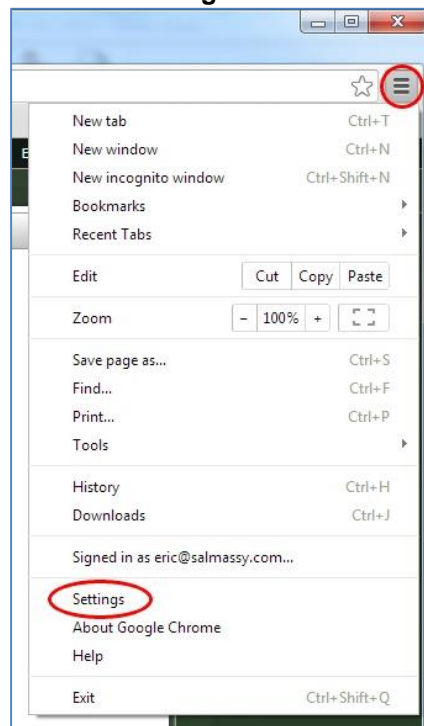 New tab Ctrl+T
New window Ctrl+N
New incognito window Ctrl+Shift+N
Bookmarks
Recent Tabs
Edit Cut Copy Paste
Zoom - 100% +
Save page as... Ctrl+S
Find... Ctrl+F
Print... Ctrl+P
Tools
History Ctrl+H
Downloads Ctrl+J
Signed in as eric@salmassy.com...
Settings
About Google Chrome
Help
Exit Ctrl+Shift+Q